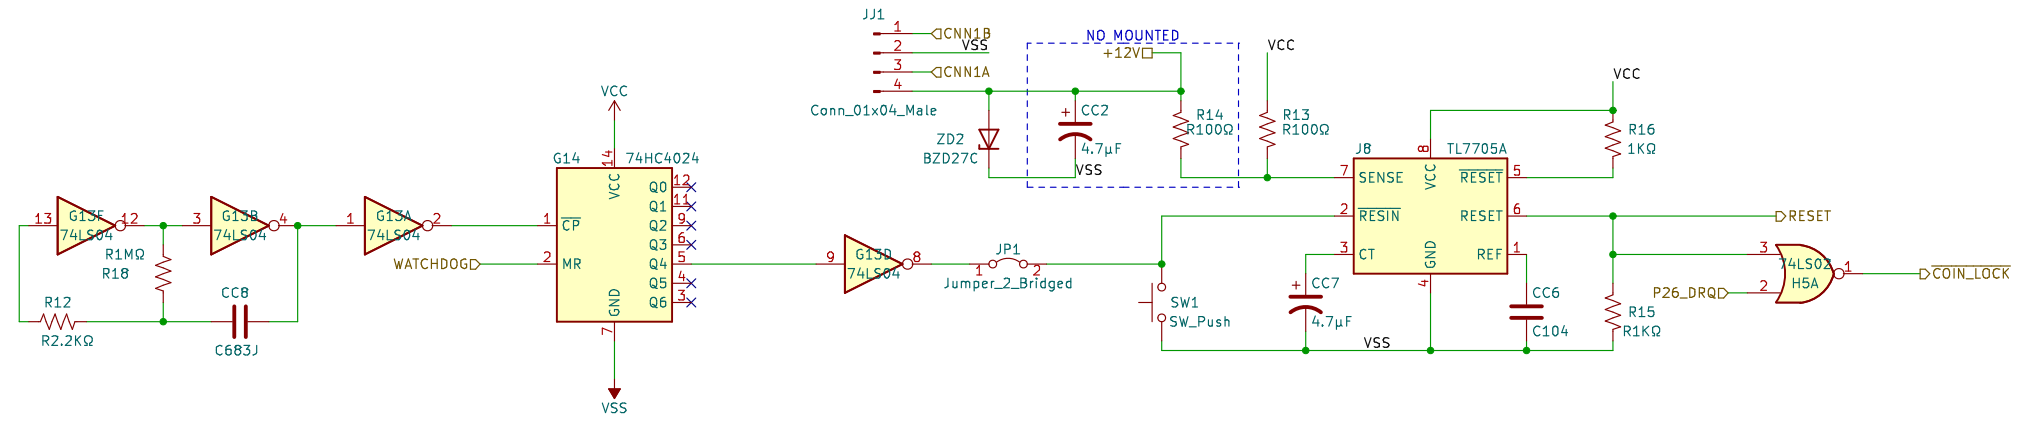 JJ1
1
2
3
4
CNN1B
VSS
CNN1A
Conn_01x04_Male
NO MOUNTED
+12V
VCC
CC2
4.7µF
ZD2
BZD27C
VSS
R14
R100Ω
R13
R100Ω
VCC
R16
1KΩ
J8
TL7705A
7
SENSE
2
RESIN
3
CT
8
VCC
GND
4
RESET
5
RESET
6
REF
1
RESET
VCC
G14
74HC4024
14
VCC
1
CP
2
MR
GND
7
VSS
Q0
12
Q1
11
Q2
9
Q3
6
Q4
5
Q5
4
Q6
3
13
G13F
74LS04
12
3
G13B
74LS04
4
1
G13A
74LS04
2
WATCHDOG
R1MΩ
R18
R12
R2.2KΩ
CC8
C683J
9
G13D
74LS04
8
JP1
1
2
Jumper_2_Bridged
SW1
SW_Push
CC7
4.7µF
VSS
CC6
C104
R15
R1KΩ
3
74LS02
H5A
1
P26_DRQ
2
COIN_LOCK